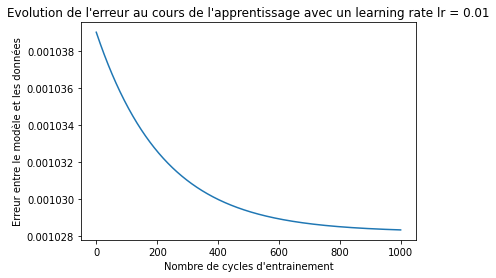 Evolution de l'erreur au cours de l'apprentissage avec un learning rate lr = 0.01
Erreur entre le modèle et les données
0.001038
0.001036
0.001034
0.001032
0.001030
0.001028
0 200 400 600 800 1000
Nombre de cycles d'entrainement